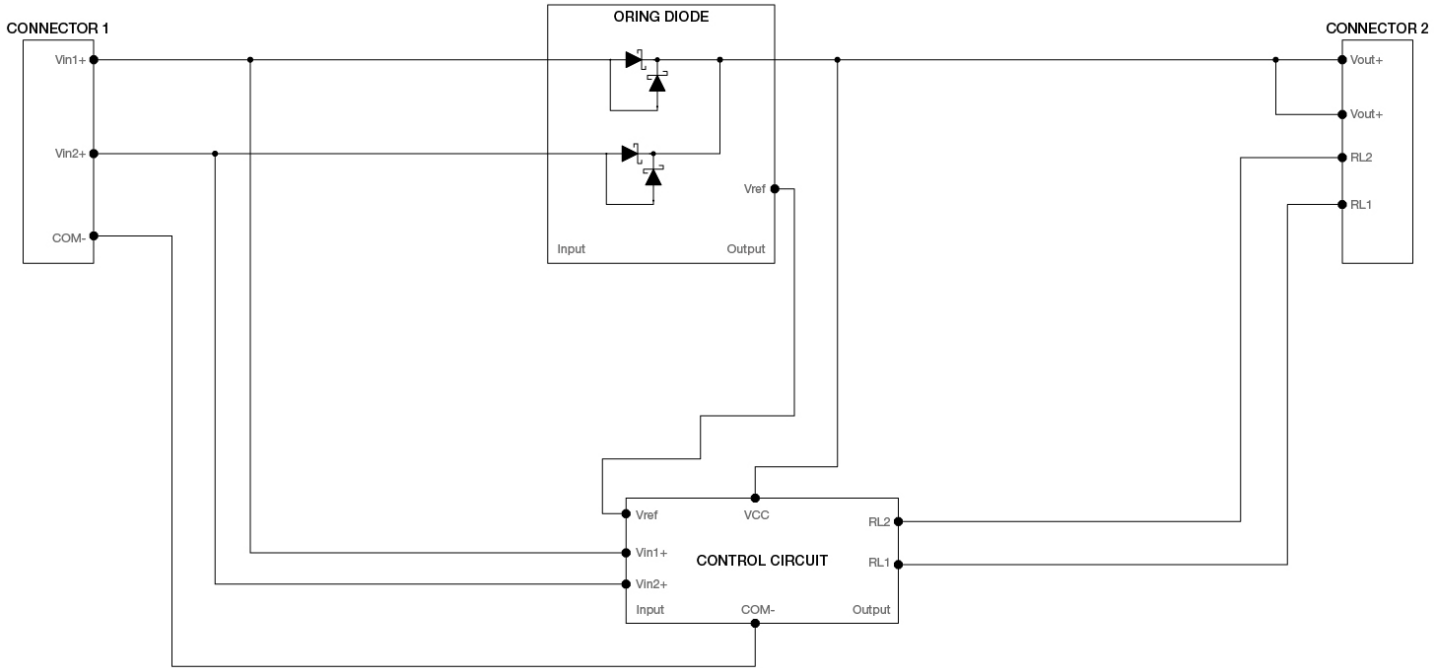 ORING DIODE
CONNECTOR 1
CONNECTOR 2
Vin1+
Vout+
Vout+
Vin2+
RL2
Vref
RL1
COM-
Input
Output
Vref
VCC
RL2
Vin1+
CONTROL CIRCUIT
RL1
Vin2+
Input
COM-
Output